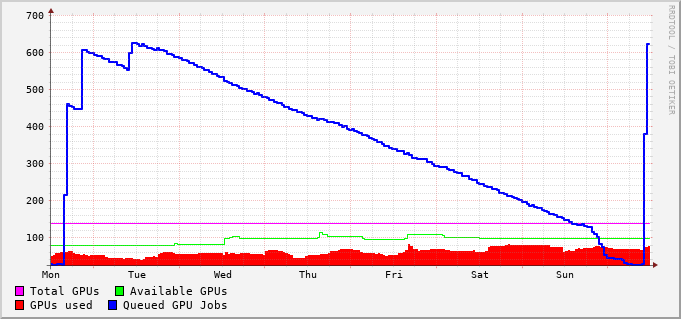 700
600
500
400
300
200
100
Mon Tue Wed Thu Fri Sat Sun
Total GPUs Available GPUs
GPUs used Queued GPU Jobs
RRDTOOL / TOBI OETIKER